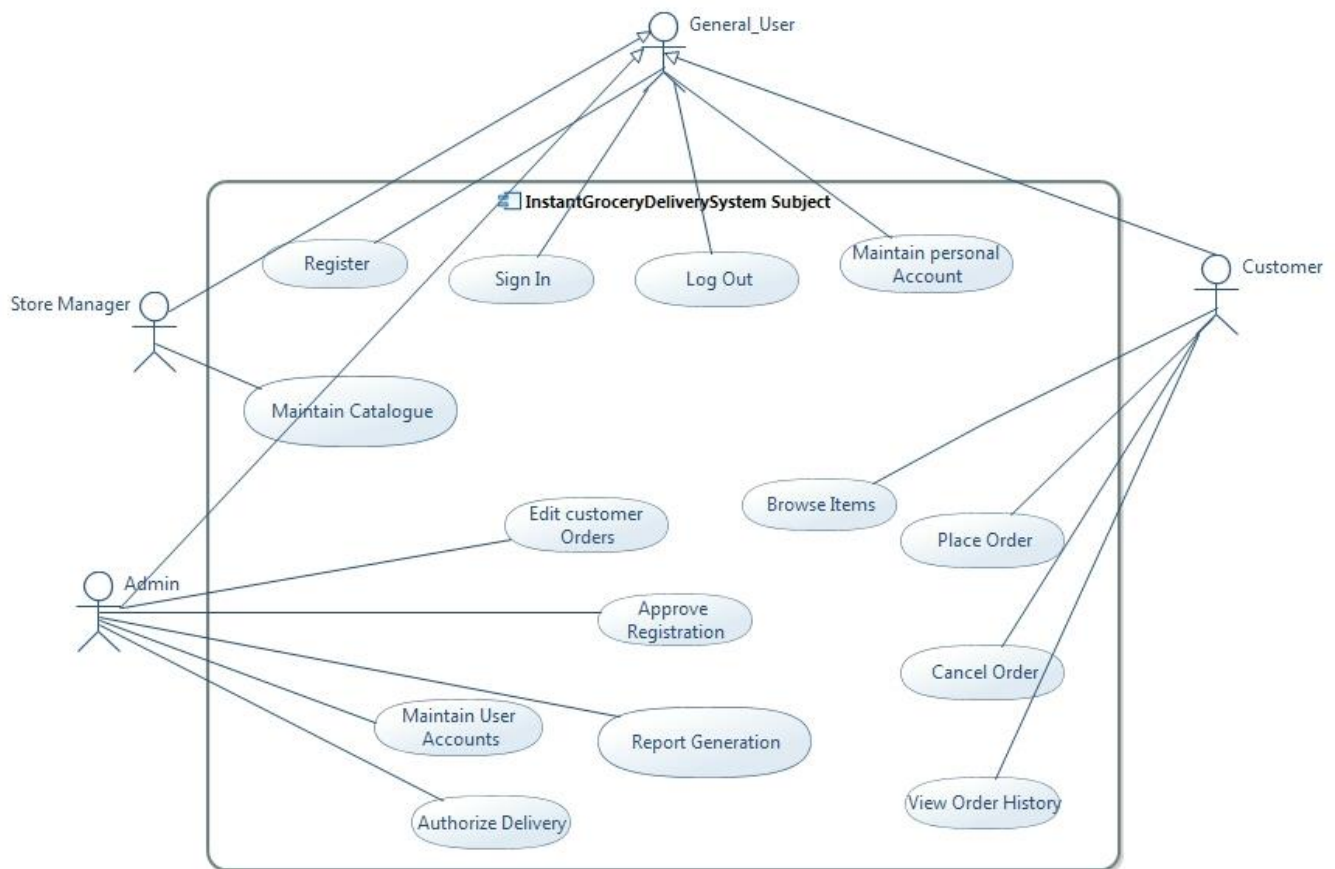 General_User
InstantGroceryDeliverySystem Subject
Register
Sign In
Log Out
Maintain personal
Account
Store Manager
Customer
Maintain Catalogue
Browse Items
Edit customer
Orders
Place Order
Admin
Approve
Registration
Cancel Order
Maintain User
Accounts
Report Generation
View Order History
Authorize Delivery